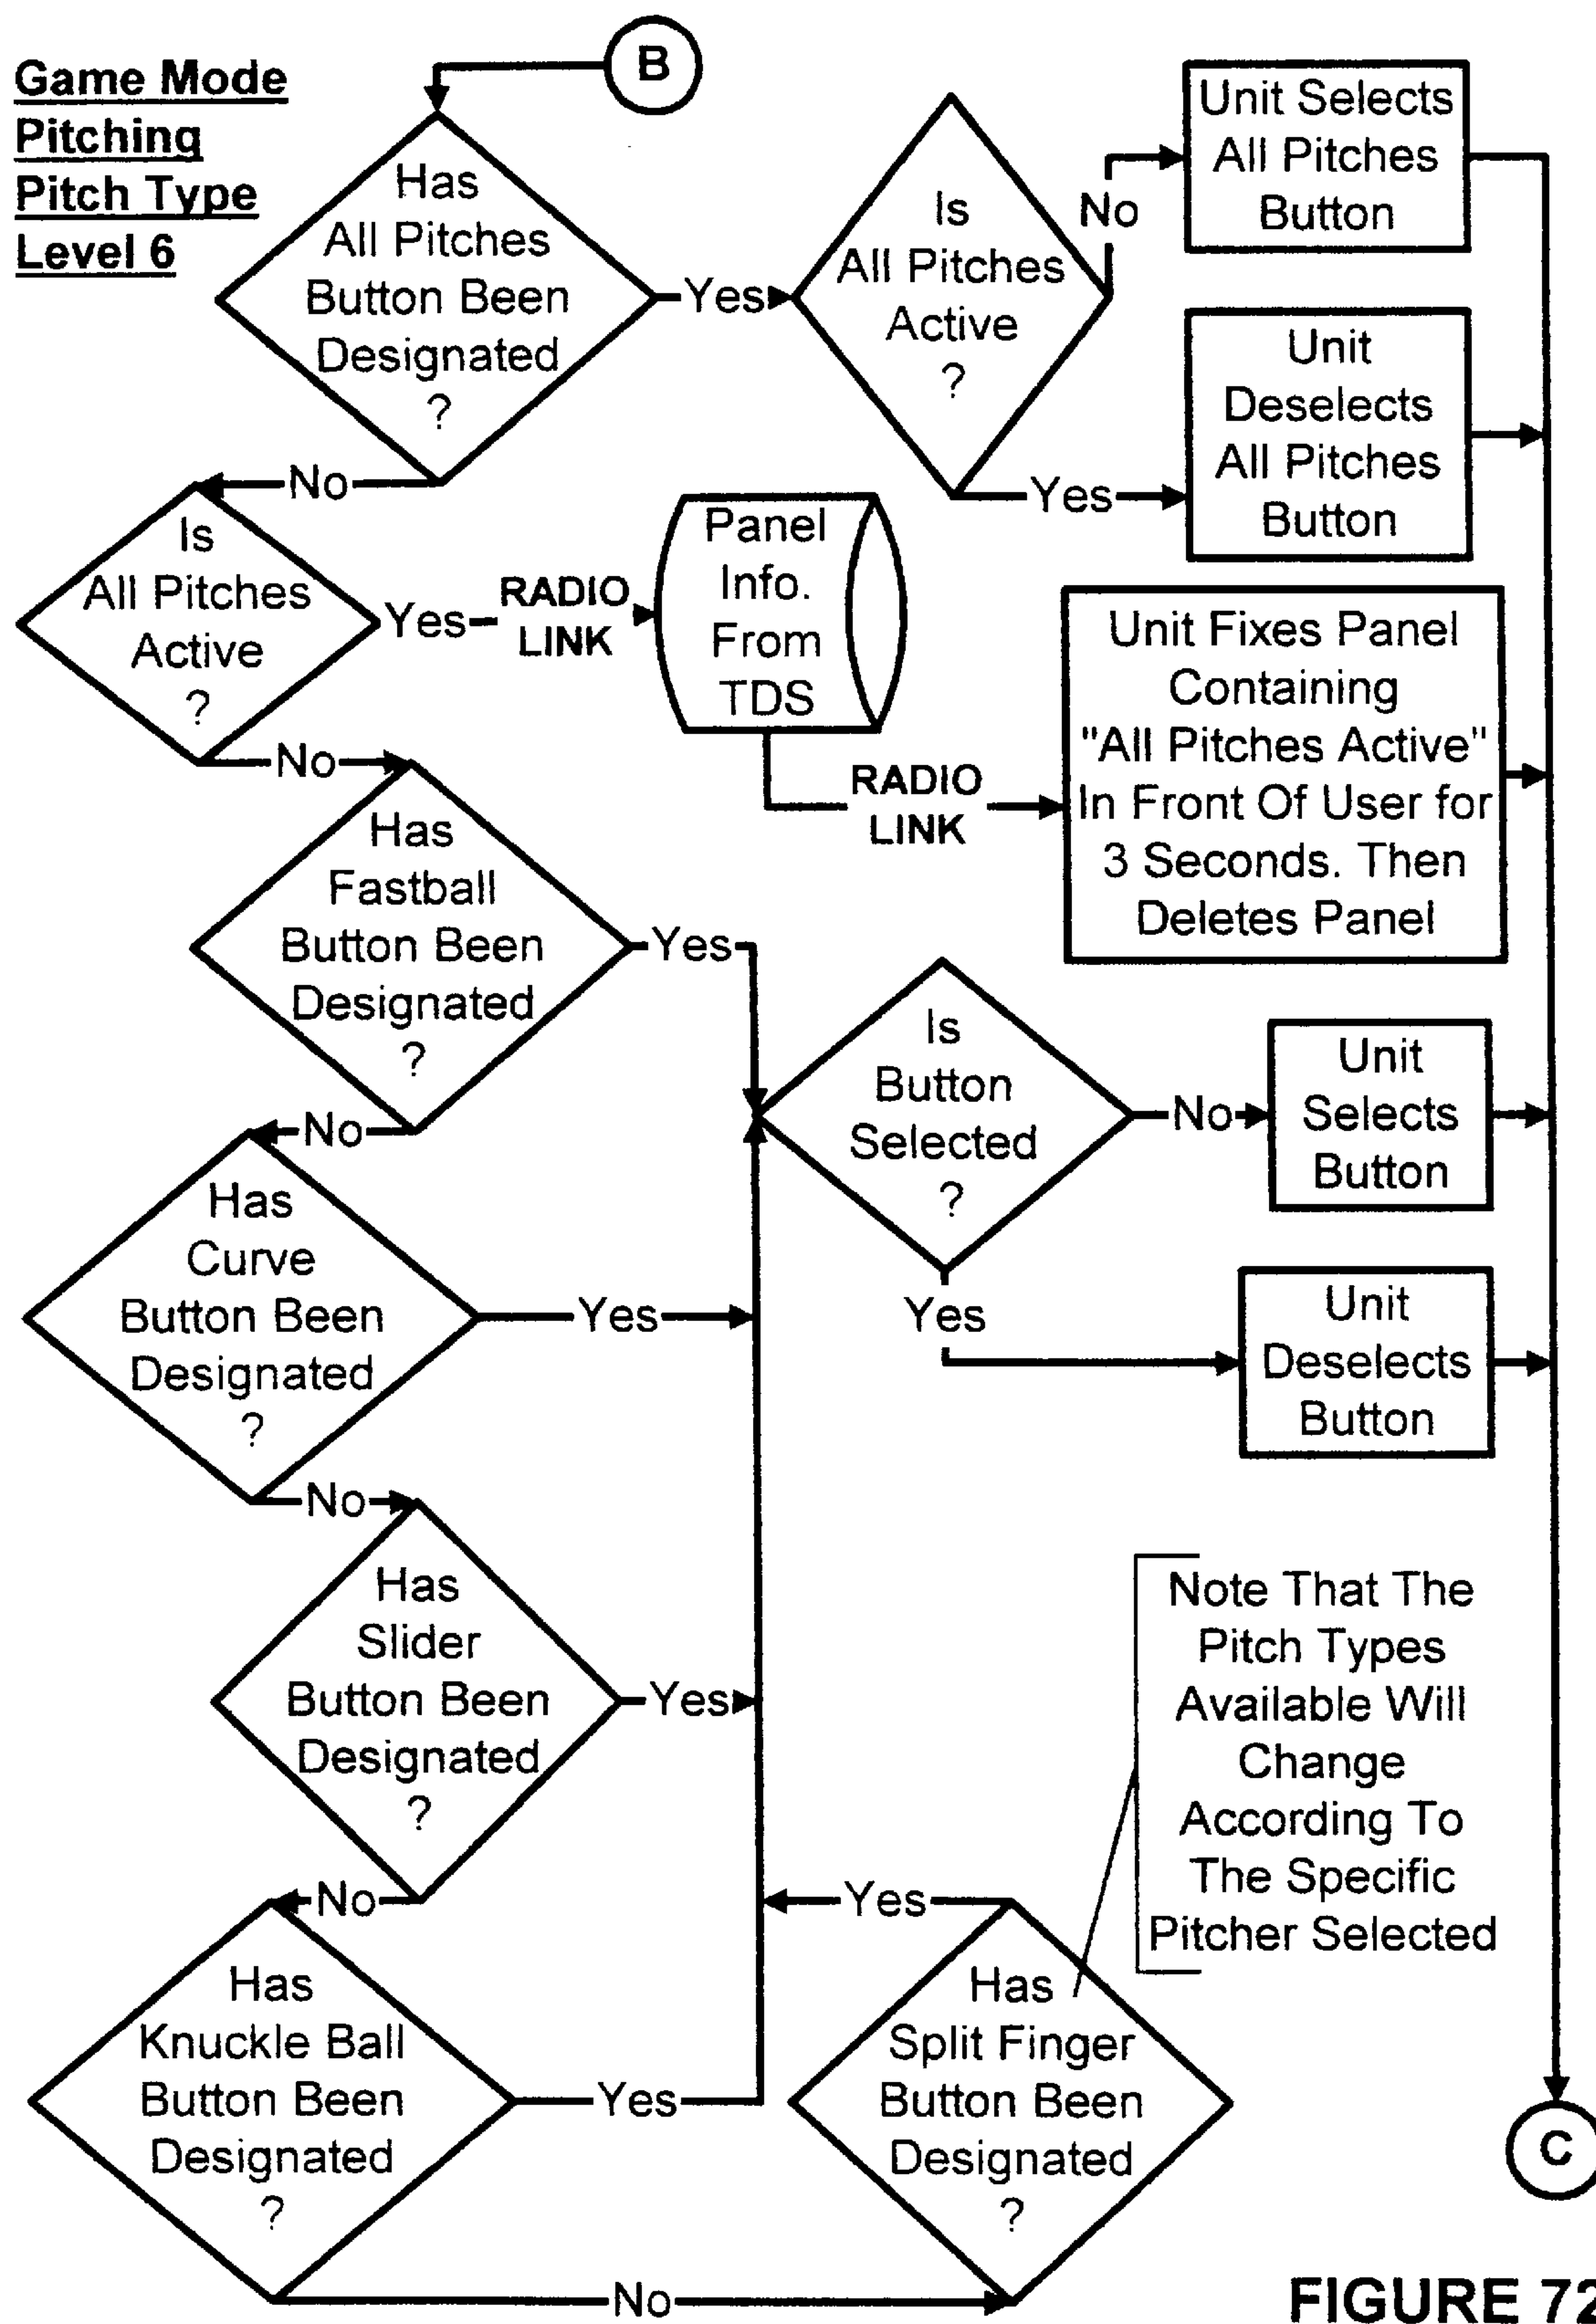 Game Mode
Pitching
Pitch Type
Level 6
B
Has
All Pitches
Button Been
Designated
?
Yes
No
Is
All Pitches
Active
?
No
Yes
Unit Selects
All Pitches
Button
Unit
Deselects
All Pitches
Button
Is
All Pitches
Active
?
Yes
No
RADIO
LINK
Panel
Info.
From
TDS
RADIO
LINK
Unit Fixes Panel
Containing
"All Pitches Active"
In Front Of User for
3 Seconds. Then
Deletes Panel
Has
Fastball
Button Been
Designated
?
Yes
No
Is
Button
Selected
?
No
Yes
Unit
Selects
Button
Unit
Deselects
Button
Has
Curve
Button Been
Designated
?
Yes
No
Has
Slider
Button Been
Designated
?
Yes
No
Note That The
Pitch Types
Available Will
Change
According To
The Specific
Pitcher Selected
Has
Knuckle Ball
Button Been
Designated
?
Yes
No
Yes
Has
Split Finger
Button Been
Designated
?
C
FIGURE 72